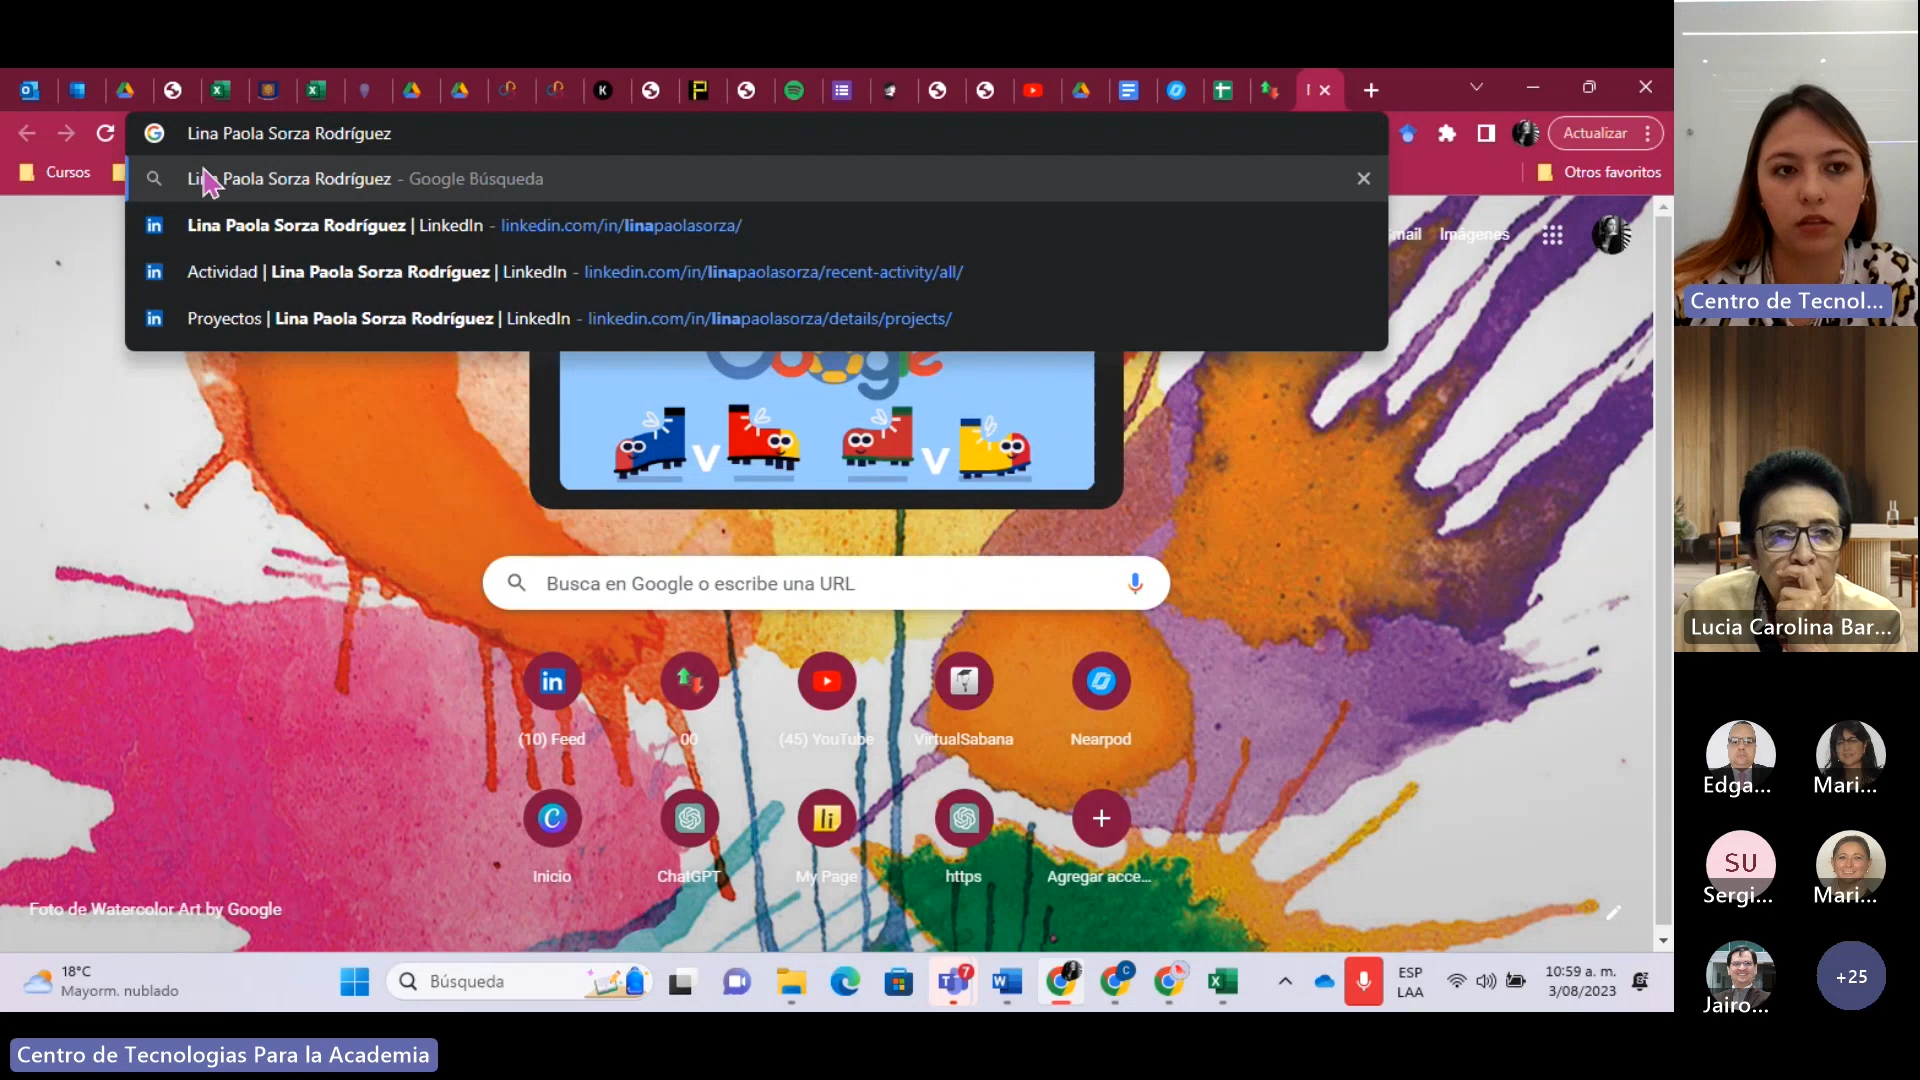 Lina Paola Sorza Rodríguez
Actualizar
Cursos
Lina Paola Sorza Rodríguez - Google Búsqueda
Otros favoritos
Lina Paola Sorza Rodríguez | LinkedIn - linkedin.com/in/linapaolasorza/
Actividad | Lina Paola Sorza Rodríguez | LinkedIn - linkedin.com/in/linapaolasorza/recent-activity/all/
Proyectos | Lina Paola Sorza Rodríguez | LinkedIn - linkedin.com/in/linapaolasorza/details/projects/
mail Imágenes
Google
V V
Busca en Google o escribe una URL
(10) Feed
00
(45) YouTube
VirtualSabana
Nearpod
Inicio
ChatGPT
My Page
https
Agregar acce...
Foto de Watercolor Art by Google
18°C
Mayorm. nublado
Búsqueda
7
ESP
LAA
10:59 a. m.
3/08/2023
Centro de Tecnologias Para la Academia
Centro de Tecnol...
Lucia Carolina Bar...
Edga...
Mari...
SU
Sergi...
Mari...
Jairo...
+25